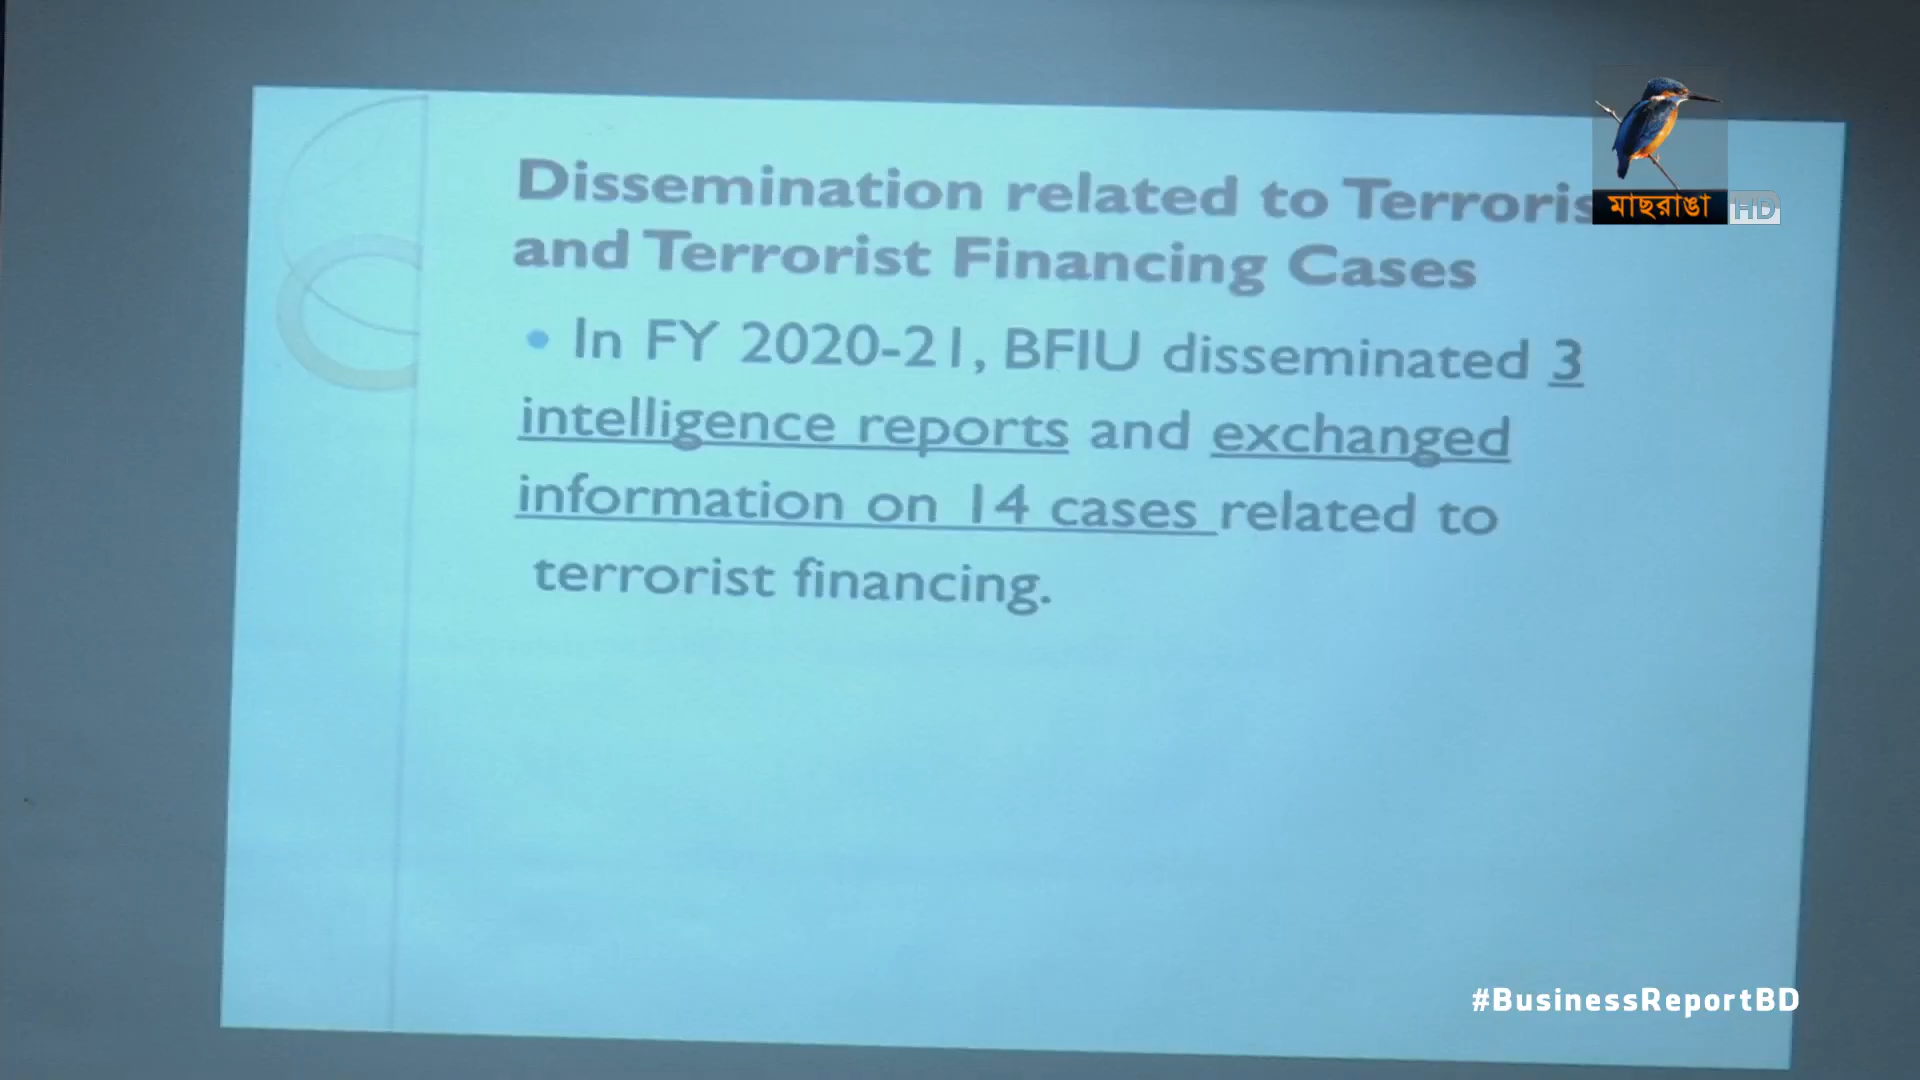 Dissemination related to
and Terrorist Financing Cases
• In FY 2020-21, BFIU disseminated 3
intelligence reports and exchanged
information on 14 cases related to
terrorist financing.
মাছরাঙা HD
#BusinessReportBD